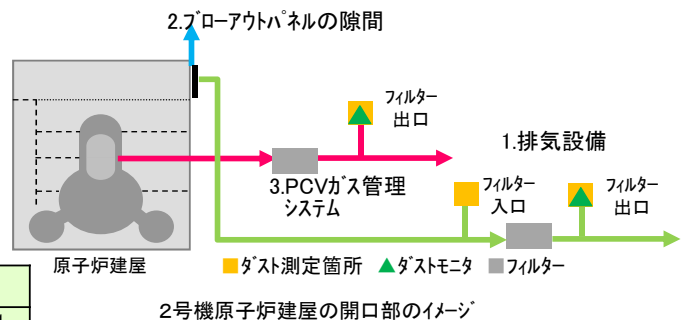 2.ブローアウトパネルの隙間
フィルター
出口
1.排気設備
3.PCVガス管理
システム
フィルター
入口
フィルター
出口
原子炉建屋
■ダスト測定箇所 ▲ダストモニタ ■フィルター
2号機原子炉建屋の開口部のイメージ